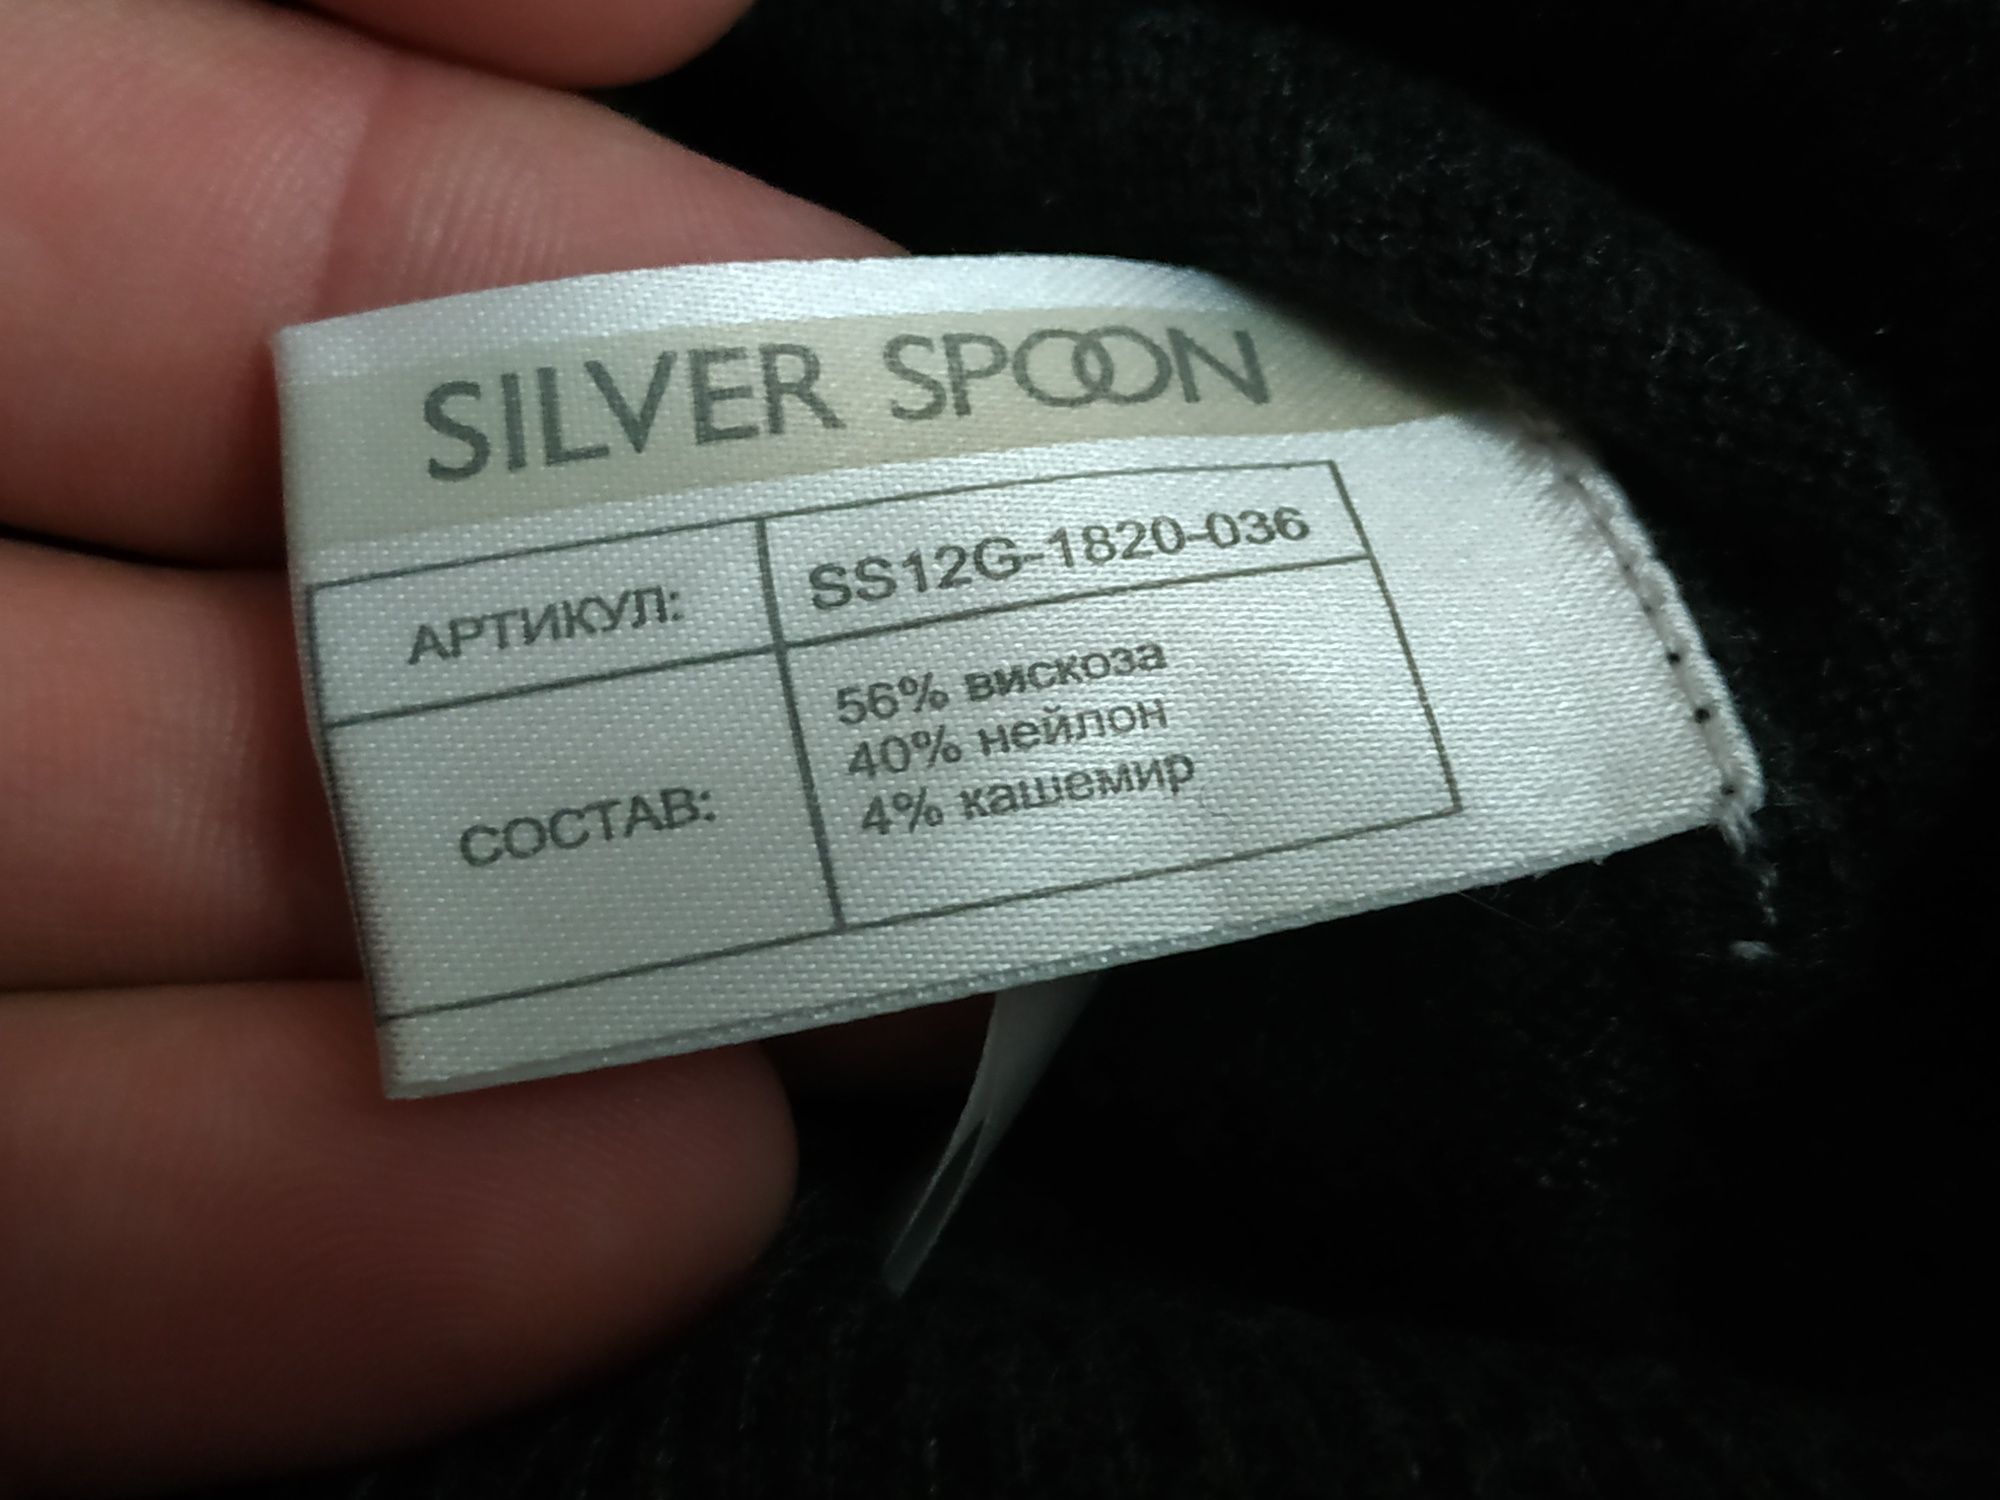 SILVER SPOON
АРТИКУЛ: SS12G-1820-036
СОСТАВ:
56% вискоза
40% нейлон
4% кашемир